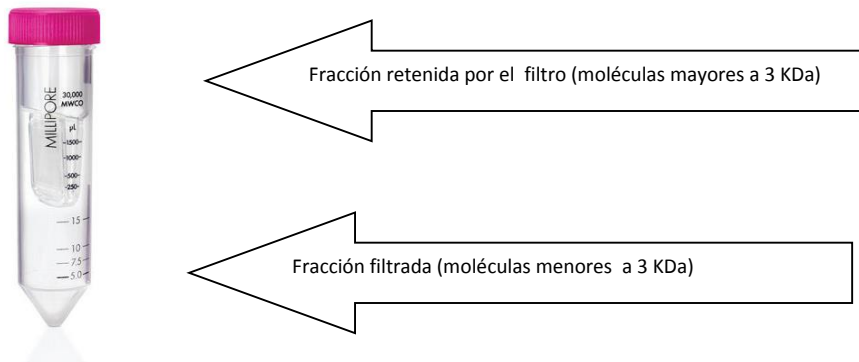 MILLIPORE
30,000
MWCO
µL
1500
1000
500
250
15
10
7.5
5.0
Fracción retenida por el filtro (moléculas mayores a 3 KDa)
Fracción filtrada (moléculas menores a 3 KDa)